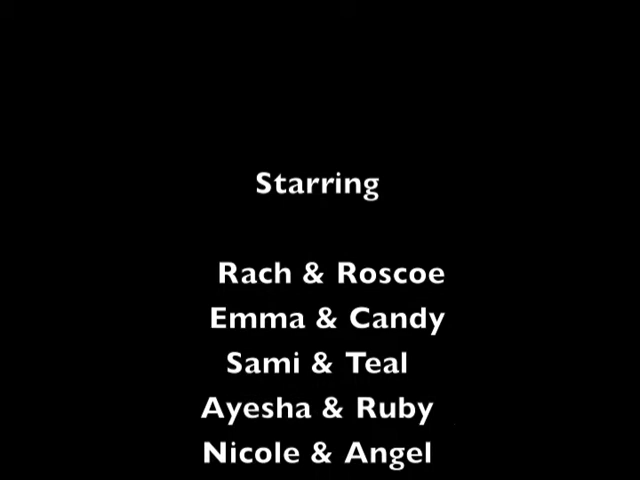 Starring
Rach & Roscoe
Emma & Candy
Sami & Teal
Ayesha & Ruby
Nicole & Angel